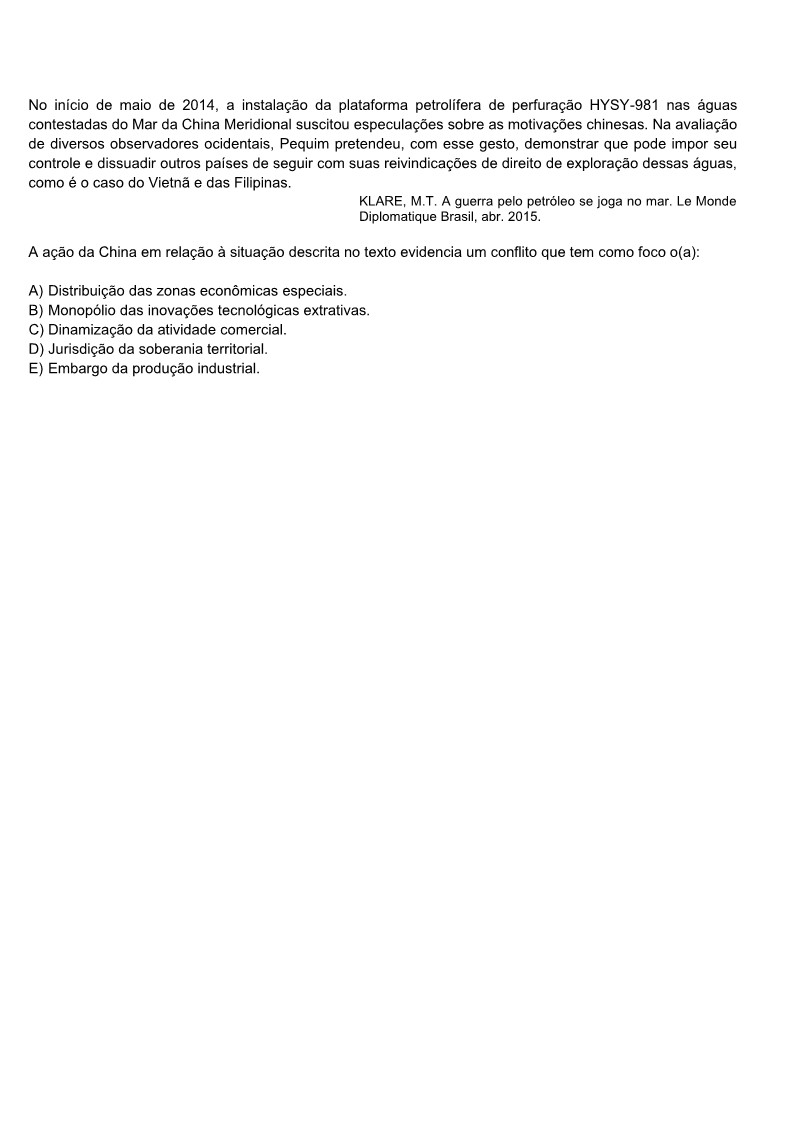 No início de maio de 2014, a instalação da plataforma petrolífera de perfuração HYSY-981 nas águas
contestadas do Mar da China Meridional suscitou especulações sobre as motivações chinesas. Na avaliação
de diversos observadores ocidentais, Pequim pretendeu, com esse gesto, demonstrar que pode impor seu
controle e dissuadir outros países de seguir com suas reivindicações de direito de exploração dessas águas,
como é o caso do Vietnã e das Filipinas.
KLARE, M.T. A guerra pelo petróleo se joga no mar. Le Monde
Diplomatique Brasil, abr. 2015.
A ação da China em relação à situação descrita no texto evidencia um conflito que tem como foco o(a):
A) Distribuição das zonas econômicas especiais.
B) Monopólio das inovações tecnológicas extrativas.
C) Dinamização da atividade comercial.
D) Jurisdição da soberania territorial.
E) Embargo da produção industrial.